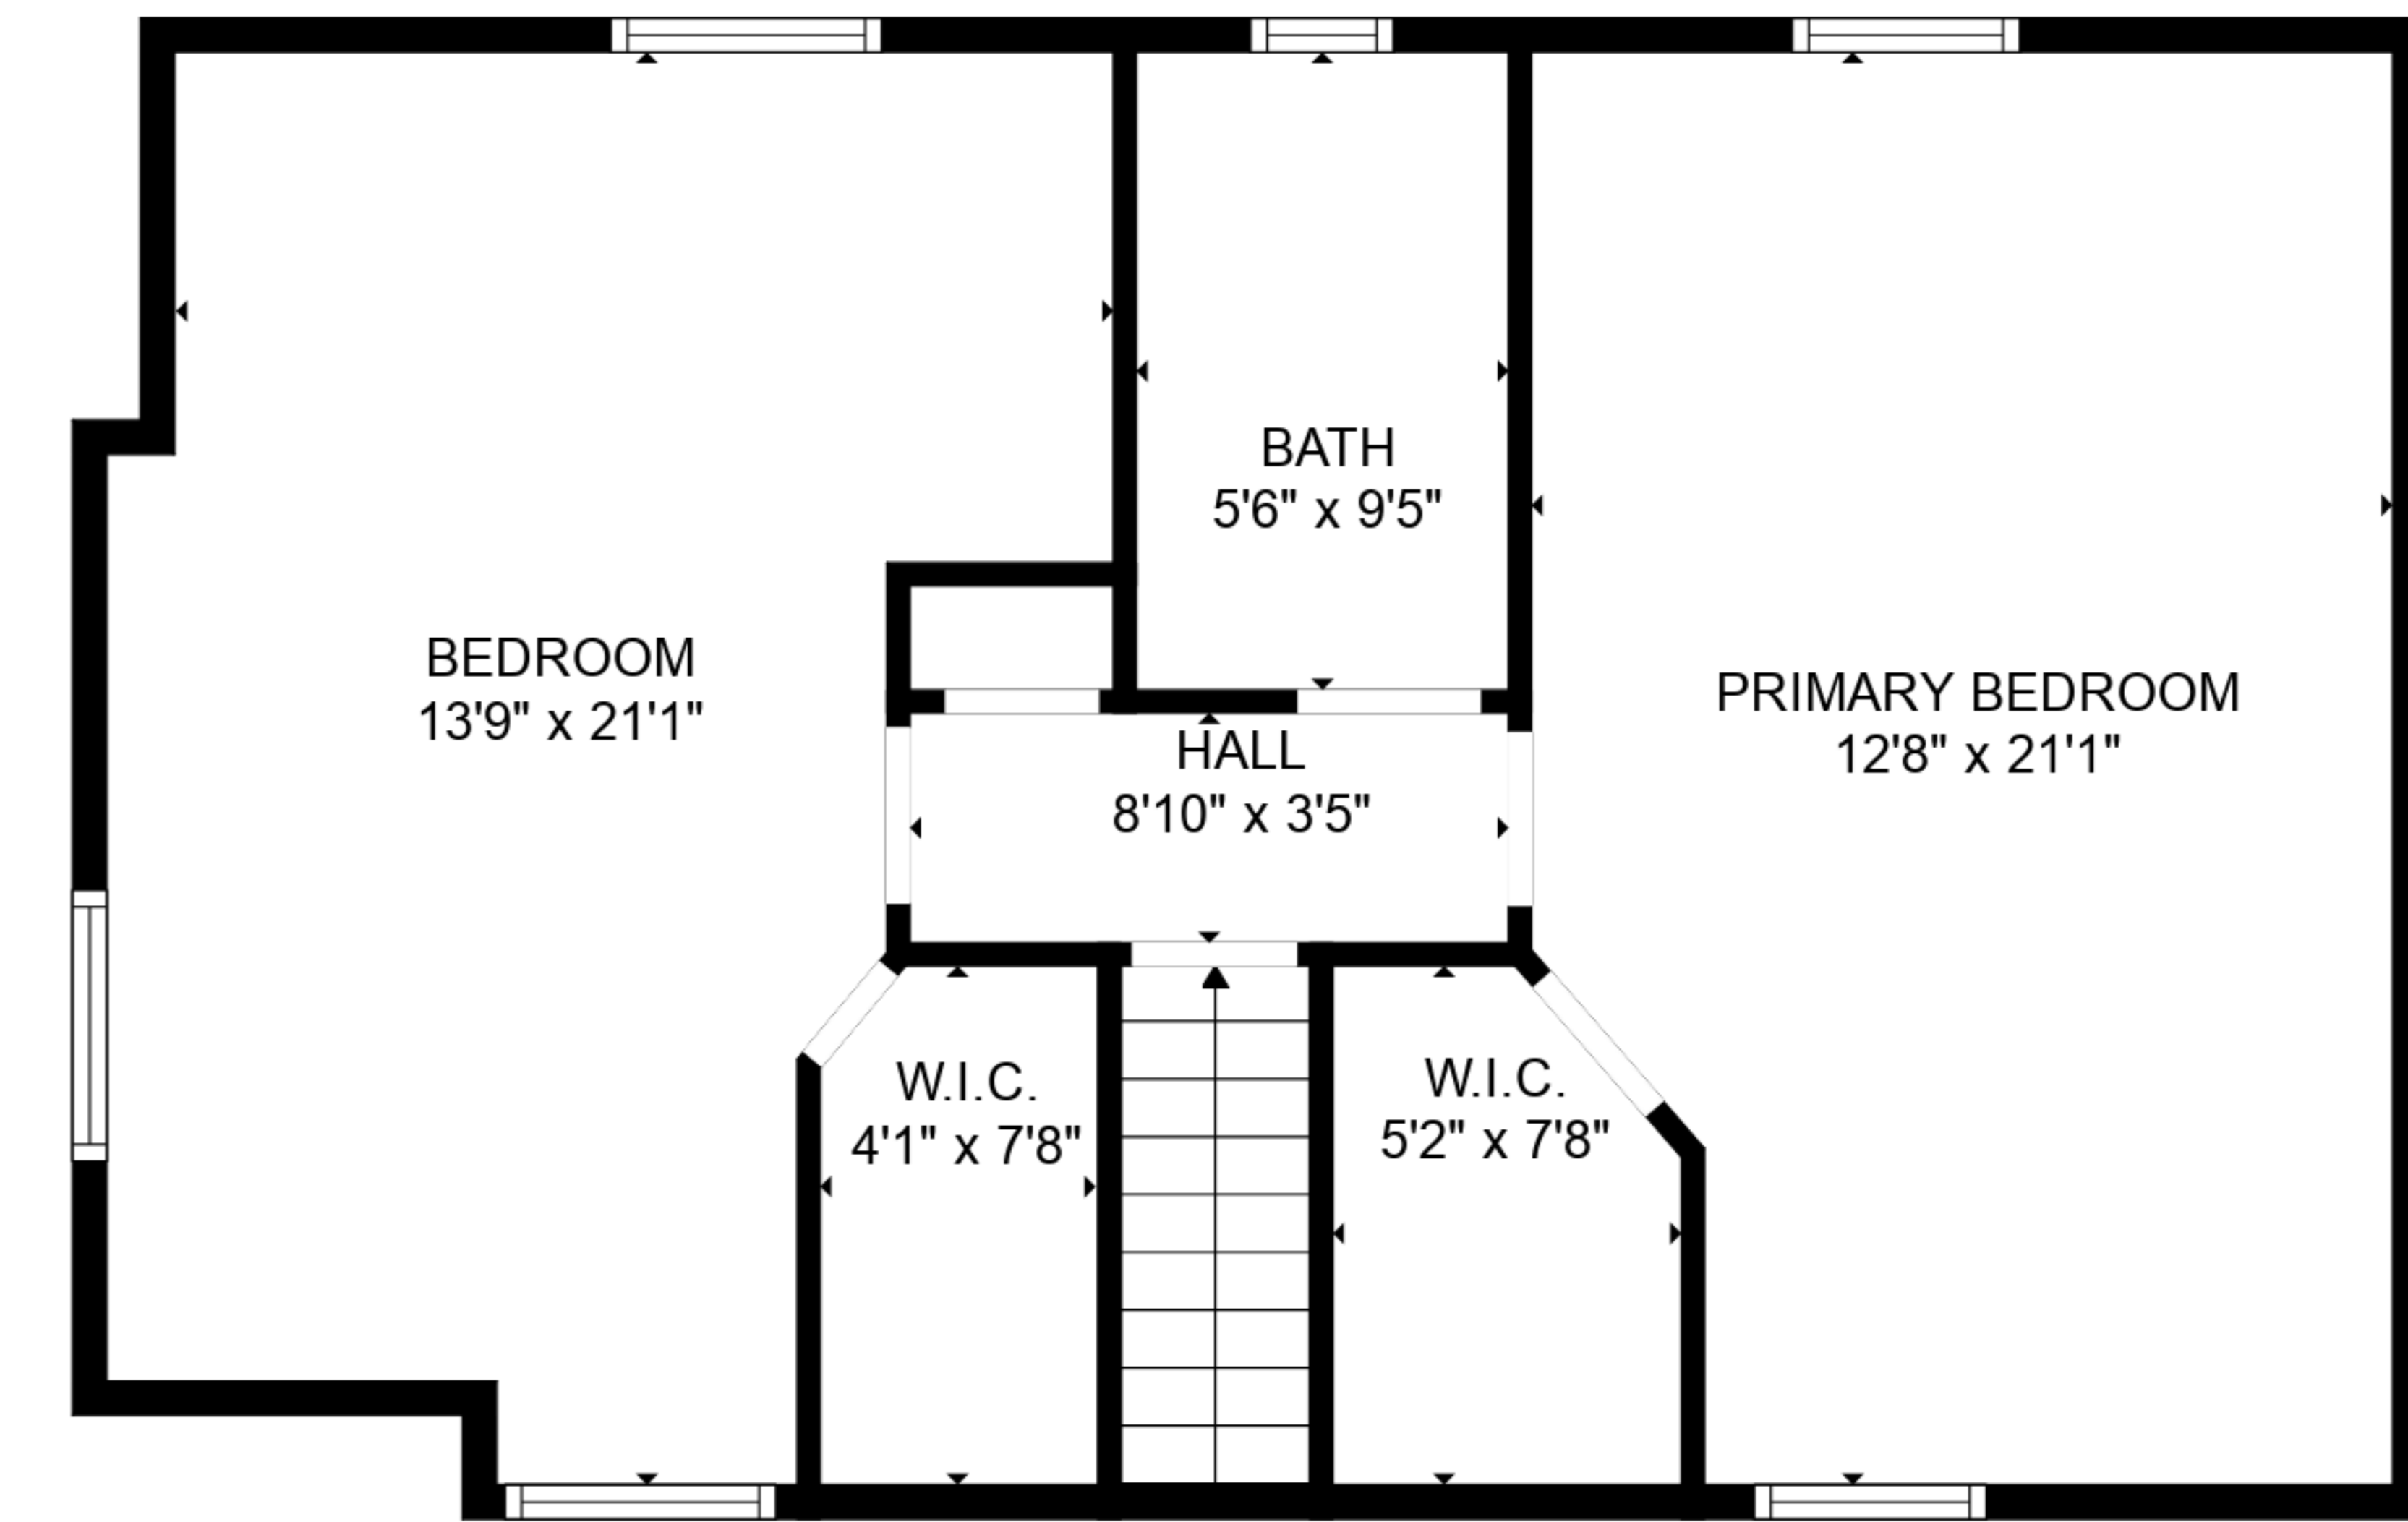 BATH
5'6" x 9'5"
BEDROOM
13'9" x 21'1"
PRIMARY BEDROOM
12'8" x 21'1"
HALL
8'10" x 3'5"
W.I.C.
4'1" x 7'8"
W.I.C.
5'2" x 7'8"